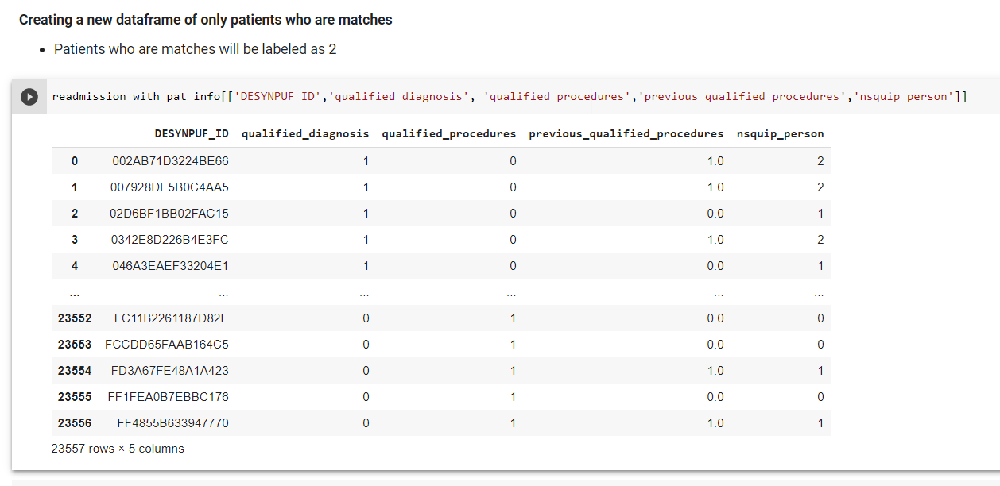 Creating a new dataframe of only patients who are matches
• Patients who are matches will be labeled as 2
readmission_with_pat_info[['DESYNPUF_ID','qualified_diagnosis', 'qualified_procedures','previous_qualified_procedures','nsquip_person']]
DESYNPUF_ID qualified_diagnosis qualified_procedures previous_qualified_procedures nsquip_person
0 002AB71D3224BE66 1 0 1.0 2
1 007928DE5B0C4AA5 1 0 1.0 2
2 02D6BF1BB02FAC15 1 0 0.0 1
3 0342E8D226B4E3FC 1 0 1.0 2
4 046A3EAEF33204E1 1 0 0.0 1
... ... ... ... ... ...
23552 FC11B2261187D82E 0 1 0.0 0
23553 FCCDD65FAAB164C5 0 1 0.0 0
23554 FD3A67FE48A1A423 0 1 1.0 1
23555 FF1FEA0B7EBBC176 0 1 0.0 0
23556 FF4855B633947770 0 1 1.0 1
23557 rows × 5 columns